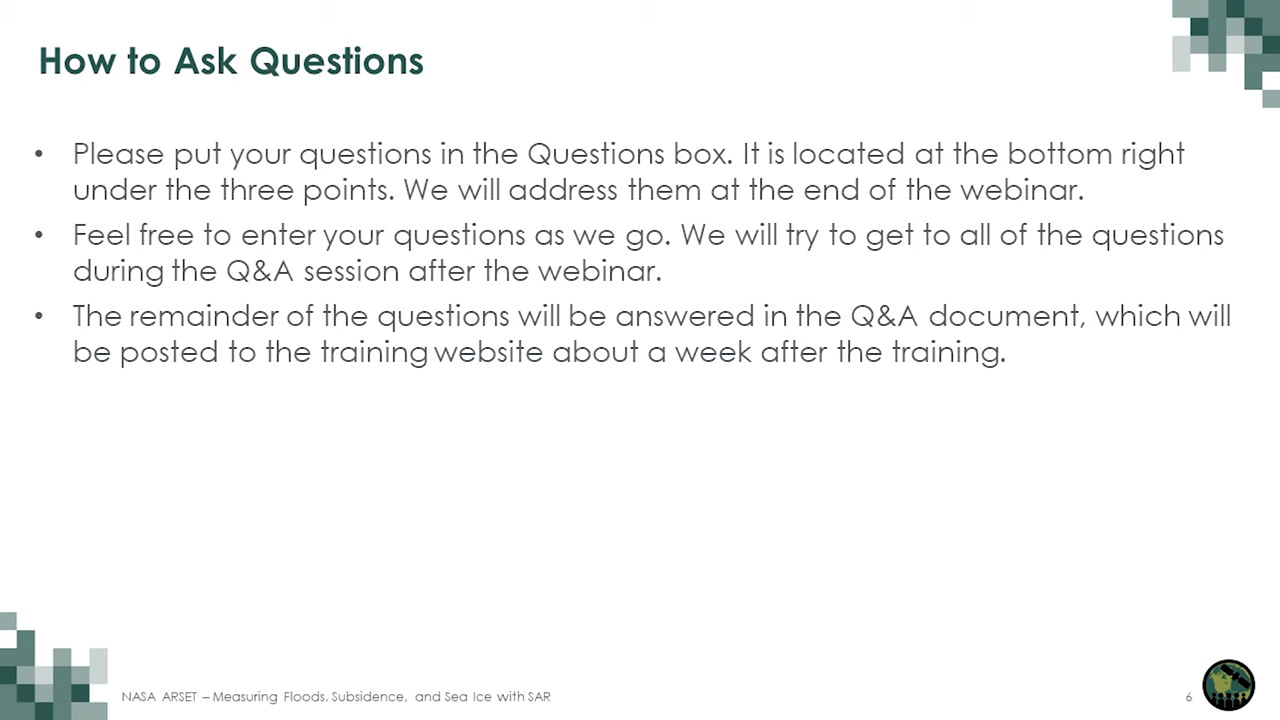 How to Ask Questions
• Please put your questions in the Questions box. It is located at the bottom right
under the three points. We will address them at the end of the webinar.
• Feel free to enter your questions as we go. We will try to get to all of the questions
during the Q&A session after the webinar.
• The remainder of the questions will be answered in the Q&A document, which will
be posted to the training website about a week after the training.
NASA ARSET – Measuring Floods, Subsidence, and Sea Ice with SAR
6